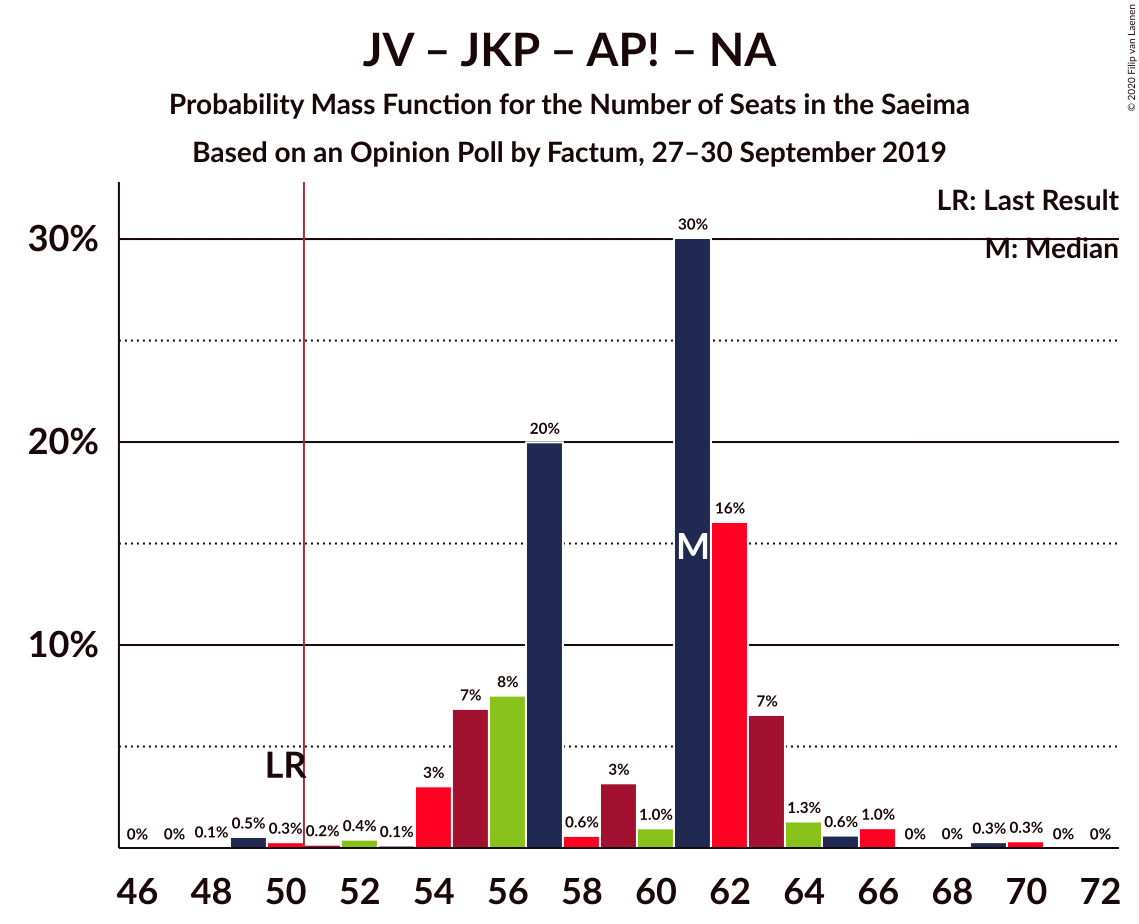 JV – JKP – AP! – NA
Probability Mass Function for the Number of Seats in the Saeima
Based on an Opinion Poll by Factum, 27–30 September 2019
© 2020 Filip van Laenen
LR: Last Result
M: Median
30%
20%
10%
0% 0% 0.1% 0.5% 0.3% 0.2% 0.4% 0.1% 3% 7% 8% 20% 0.6% 3% 1.0% 30% 16% 7% 1.3% 0.6% 1.0% 0% 0% 0.3% 0.3% 0% 0%
LR
M
46 48 50 52 54 56 58 60 62 64 66 68 70 72